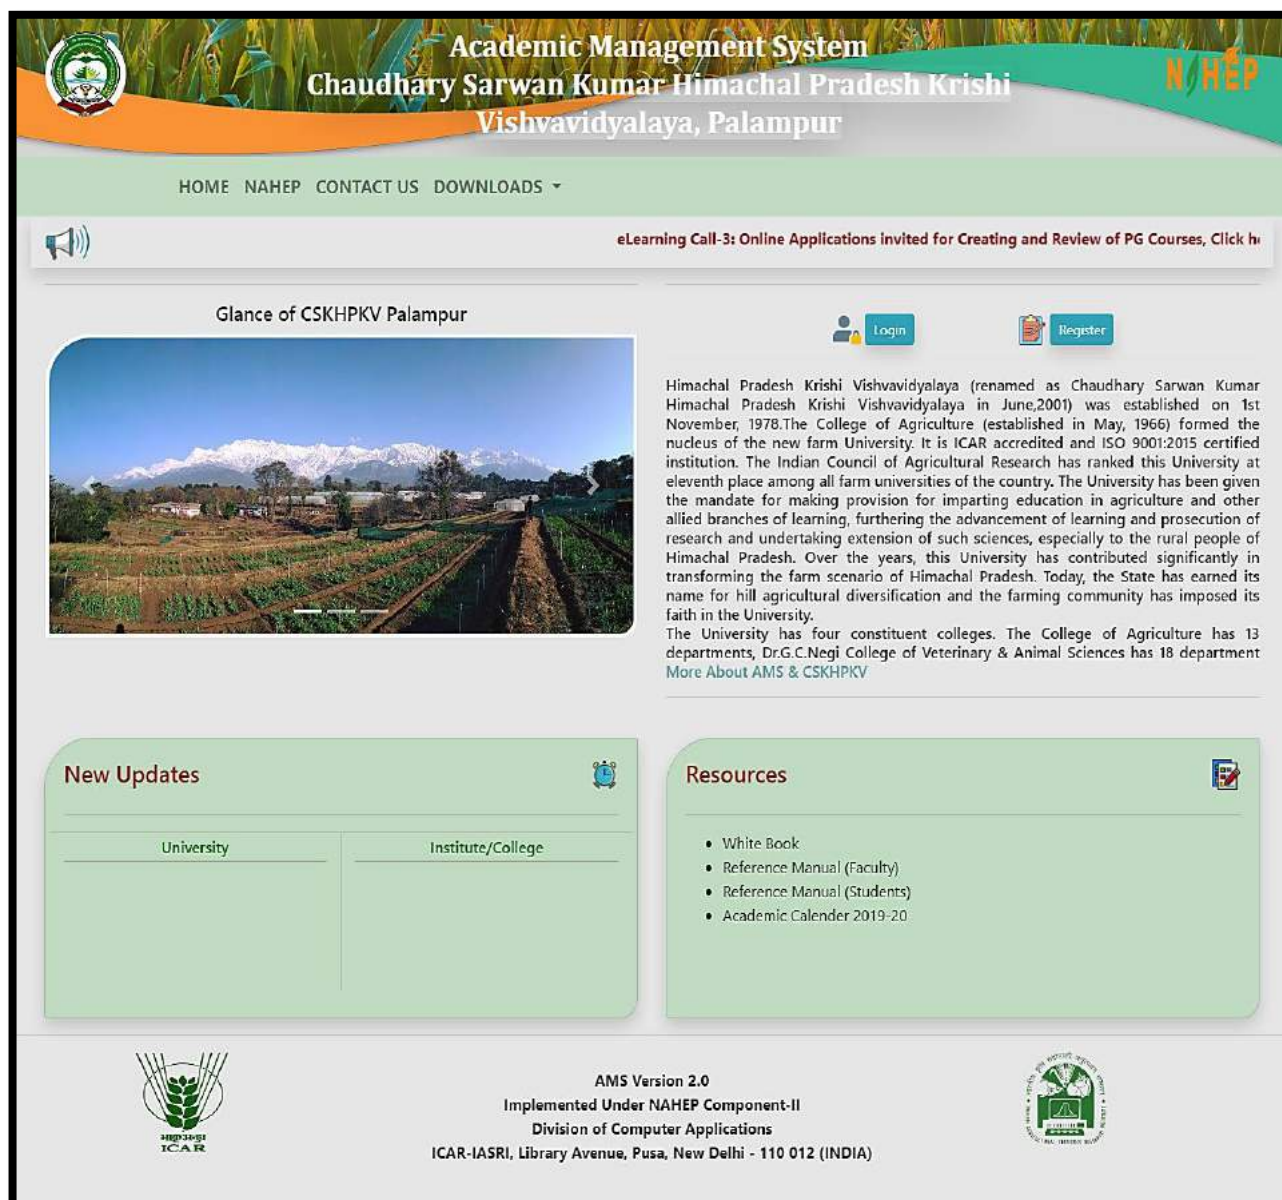 Academic Management System
Chaudhary Sarwan Kumar Himachal Pradesh Krishi
Vishvavidyalaya, Palampur
NAHEP
HOME NAHEP CONTACT US DOWNLOADS
eLearning Call-3: Online Applications invited for Creating and Review of PG Courses, Click
Glance of CSKHPKV Palampur
Login
Register
Himachal Pradesh Krishi Vishvavidyalaya (renamed as Chaudhary Sarwan Kumar
Himachal Pradesh Krishi Vishvavidyalaya in June,2001) was established on 1st
November, 1978.The College of Agriculture (established in May, 1966) formed the
nucleus of the new farm University. It is ICAR accredited and ISO 9001:2015 certified
institution. The Indian Council of Agricultural Research has ranked this University at
eleventh place among all farm universities of the country. The University has been given
the mandate for making provision for imparting education in agriculture and other
allied branches of learning, furthering the advancement of learning and prosecution of
research and undertaking extension of such sciences, especially to the rural people of
Himachal Pradesh. Over the years, this University has contributed significantly in
transforming the farm scenario of Himachal Pradesh. Today, the State has earned its
name for hill agricultural diversification and the farming community has imposed its
faith in the University.
The University has four constituent colleges. The College of Agriculture has 13
departments, Dr.G.C.Negi College of Veterinary & Animal Sciences has 18 department
More About AMS & CSKHPKV
New Updates
University
Institute/College
Resources
• White Book
• Reference Manual (Faculty)
• Reference Manual (Students)
• Academic Calender 2019-20
ICAR
AMS Version 2.0
Implemented Under NAHEP Component-II
Division of Computer Applications
ICAR-IASRI, Library Avenue, Pusa, New Delhi - 110 012 (INDIA)